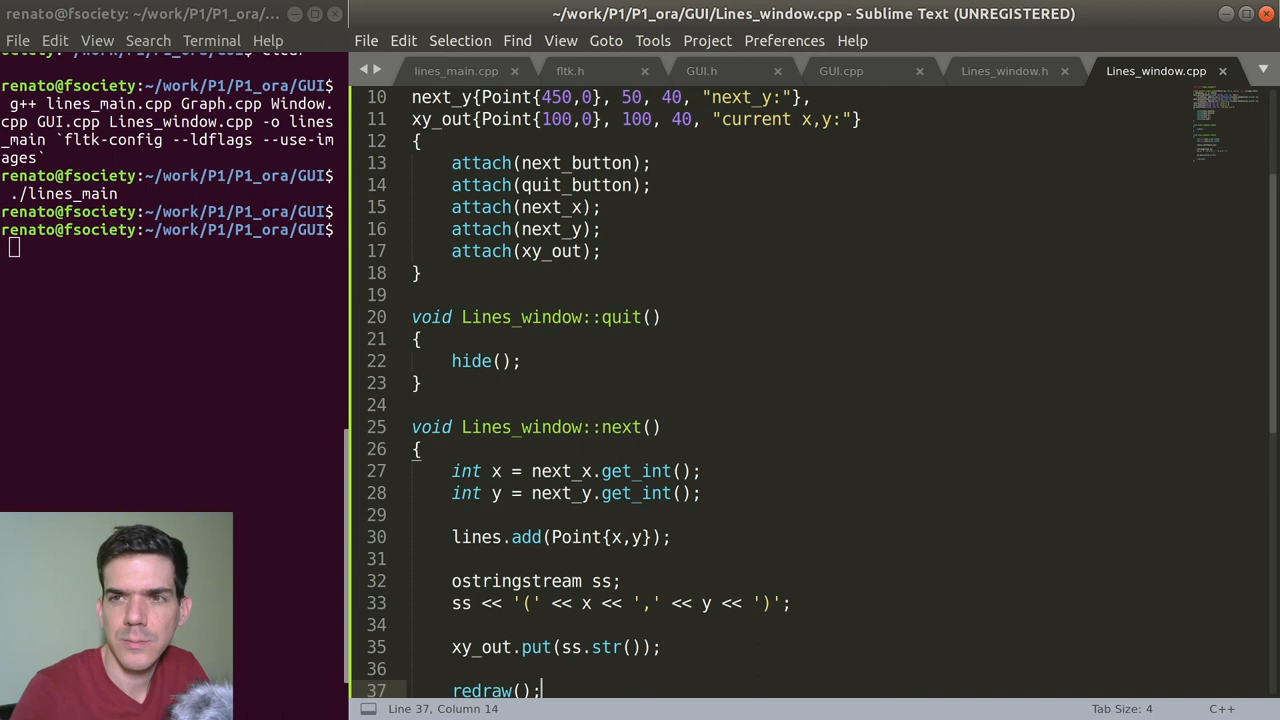 renato@fsociety: ~/work/P1/P1_ora/...
File Edit View Search Terminal Help
renato@fsociety:~/work/P1/P1_ora/GUI$
g++ lines_main.cpp Graph.cpp Window.
cpp GUI.cpp Lines_window.cpp -o lines
_main `fltk-config --ldflags --use-im
ages`
renato@fsociety:~/work/P1/P1_ora/GUI$
./lines_main
renato@fsociety:~/work/P1/P1_ora/GUI$
renato@fsociety:~/work/P1/P1_ora/GUI$
~/work/P1/P1_ora/GUI/Lines_window.cpp - Sublime Text (UNREGISTERED)
File Edit Selection Find View Goto Tools Project Preferences Help
lines_main.cpp fltk.h GUI.h GUI.cpp Lines_window.h Lines_window.cpp
10 next_y{Point{450,0}, 50, 40, "next_y:"},
11 xy_out{Point{100,0}, 100, 40, "current x,y:"}
12 {
13 attach(next_button);
14 attach(quit_button);
15 attach(next_x);
16 attach(next_y);
17 attach(xy_out);
18 }
19
20 void Lines_window::quit()
21 {
22 hide();
23 }
24
25 void Lines_window::next()
26 {
27 int x = next_x.get_int();
28 int y = next_y.get_int();
29
30 lines.add(Point{x,y});
31
32 ostringstream ss;
33 ss << '(' << x << ',' << y << ')';
34
35 xy_out.put(ss.str());
36
37 redraw();
Line 37, Column 14 Tab Size: 4 C++